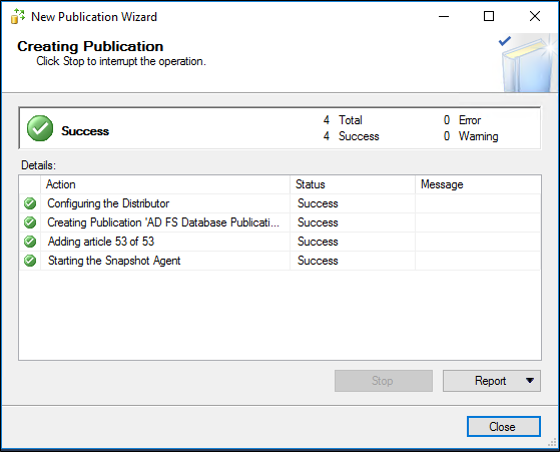 New Publication Wizard
Creating Publication
Click Stop to interrupt the operation.
Success
4 Total 0 Error
4 Success 0 Warning
Details:
Action Status Message
Configuring the Distributor Success
Creating Publication 'AD FS Database Publicati... Success
Adding article 53 of 53 Success
Starting the Snapshot Agent Success
Stop Report
Close